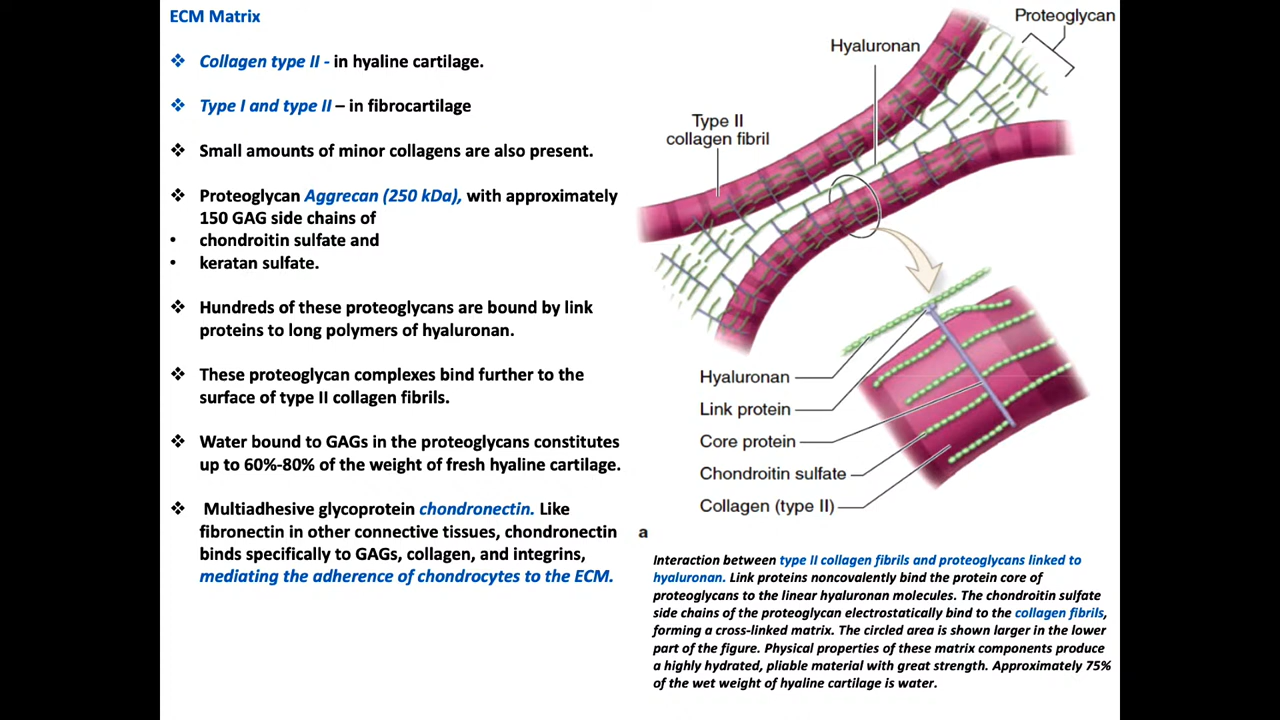 ECM Matrix
❖ Collagen type II - in hyaline cartilage.
❖ Type I and type II – in fibrocartilage
❖ Small amounts of minor collagens are also present.
❖ Proteoglycan Aggrecan (250 kDa), with approximately
150 GAG side chains of
• chondroitin sulfate and
• keratan sulfate.
❖ Hundreds of these proteoglycans are bound by link
proteins to long polymers of hyaluronan.
❖ These proteoglycan complexes bind further to the
surface of type II collagen fibrils.
❖ Water bound to GAGs in the proteoglycans constitutes
up to 60%-80% of the weight of fresh hyaline cartilage.
❖ Multiadhesive glycoprotein chondronectin. Like
fibronectin in other connective tissues, chondronectin
binds specifically to GAGs, collagen, and integrins,
mediating the adherence of chondrocytes to the ECM.
Proteoglycan
Hyaluronan
Type II
collagen fibril
Hyaluronan
Link protein
Core protein
Chondroitin sulfate
Collagen (type II)
a
Interaction between type II collagen fibrils and proteoglycans linked to
hyaluronan. Link proteins noncovalently bind the protein core of
proteoglycans to the linear hyaluronan molecules. The chondroitin sulfate
side chains of the proteoglycan electrostatically bind to the collagen fibrils,
forming a cross-linked matrix. The circled area is shown larger in the lower
part of the figure. Physical properties of these matrix components produce
a highly hydrated, pliable material with great strength. Approximately 75%
of the wet weight of hyaline cartilage is water.